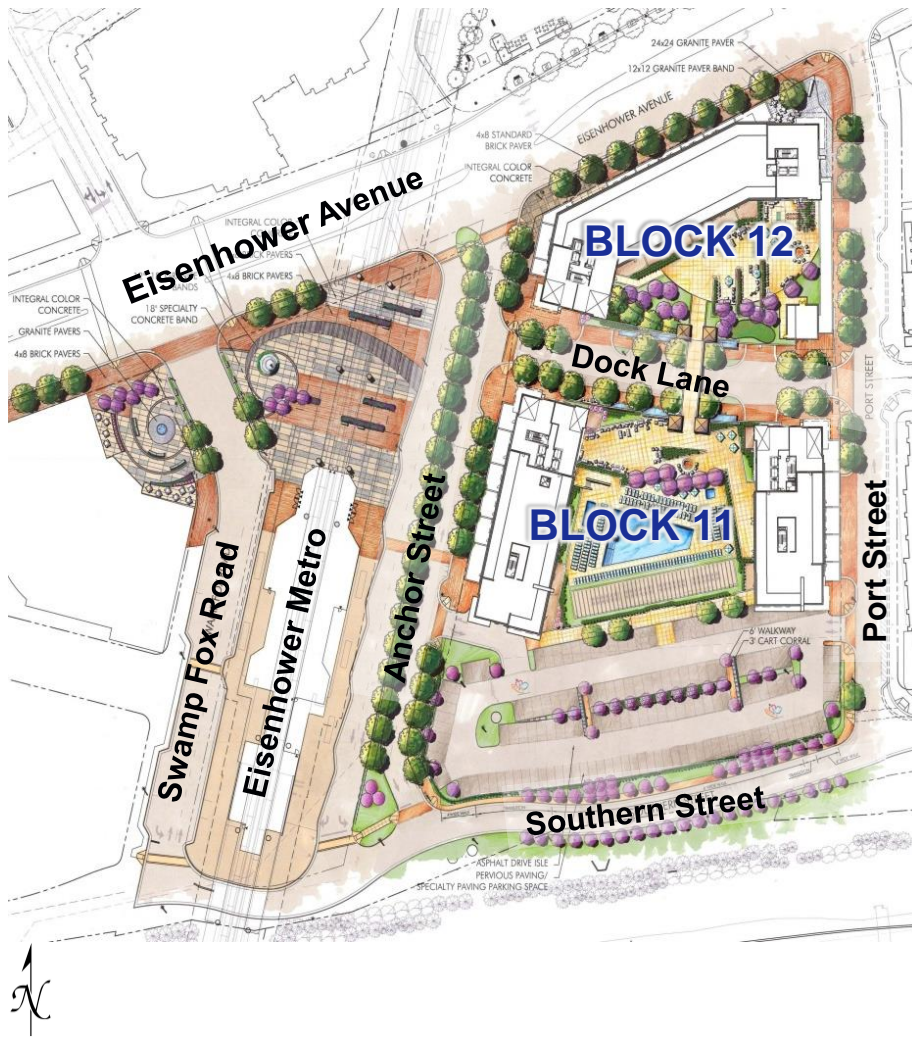 24x24 GRANITE PAVER
12x12 GRANITE PAVER BAND
EISENHOWER AVENUE
4x8 STANDARD
BRICK PAVER
INTEGRAL COLOR
CONCRETE
Eisenhower Avenue
INTEGRAL COLOR
4x8 BRICK PAVERS
18" SPECIALTY
CONCRETE BAND
INTEGRAL COLOR
CONCRETE
GRANITE PAVERS
4x8 BRICK PAVERS
BLOCK 12
Dock Lane
PORT STREET
BLOCK 11
Anchor Street
Port Street
Swamp Fox Road
Eisenhower Metro
6' WALKWAY
3' CART CORRAL
Southern Street
ASPHALT DRIVE ISLE
PERVIOUS PAVING/
SPECIALTY PAVING PARKING SPACE
N